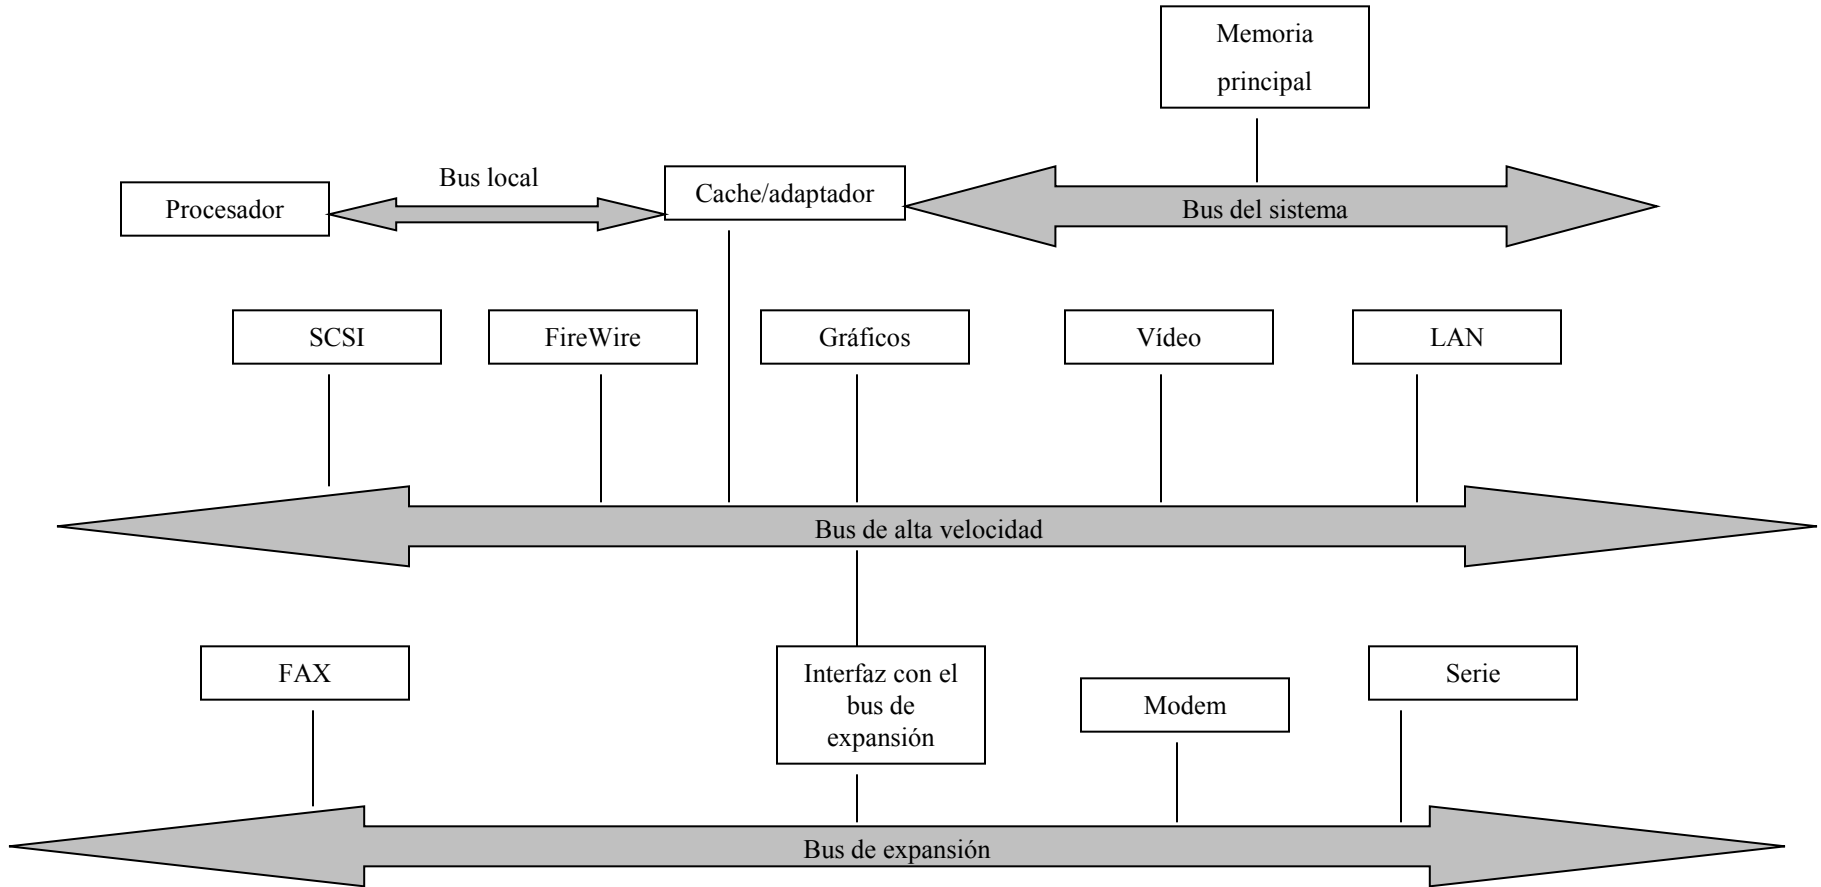 Memoria
principal
Bus local
Procesador
Cache/adaptador
Bus del sistema
SCSI
FireWire
Gráficos
Vídeo
LAN
Bus de alta velocidad
FAX
Interfaz con el
bus de
expansión
Modem
Serie
Bus de expansión